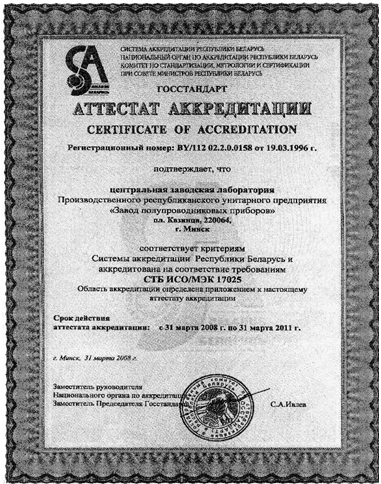 СИСТЕМА АККРЕДИТАЦИИ РЕСПУБЛИКИ БЕЛАРУСЬ
НАЦИОНАЛЬНЫЙ ОРГАН ПО АККРЕДИТАЦИИ РЕСПУБЛИКИ БЕЛАРУСЬ
КОМИТЕТ ПО СТАНДАРТИЗАЦИИ, МЕТРОЛОГИИ И СЕРТИФИКАЦИИ
ПРИ СОВЕТЕ МИНИСТРОВ РЕСПУБЛИКИ БЕЛАРУСЬ
ГОССТАНДАРТ
АТТЕСТАТ АККРЕДИТАЦИИ
CERTIFICATE OF ACCREDITATION
Регистрационный номер: BY/112 02.2.0.0158 от 19.03.1996 г.
подтверждает, что
центральная заводская лаборатория
Производственного республиканского унитарного предприятия
«Завод полупроводниковых приборов»
пл. Казинца, 220064,
г. Минск
соответствует критериям
Системы аккредитации Республики Беларусь и
аккредитована на соответствие требованиям
СТБ ИСО/МЭК 17025
Область аккредитации определена приложением к настоящему
аттестату аккредитации
Срок действия
аттестата аккредитации: с 31 марта 2008 г. по 31 марта 2011 г.
г. Минск, 31 марта 2008 г.
Заместитель руководителя
Национального органа по аккредитации
Заместитель Председателя Госстандарта
С.А.Ивлев